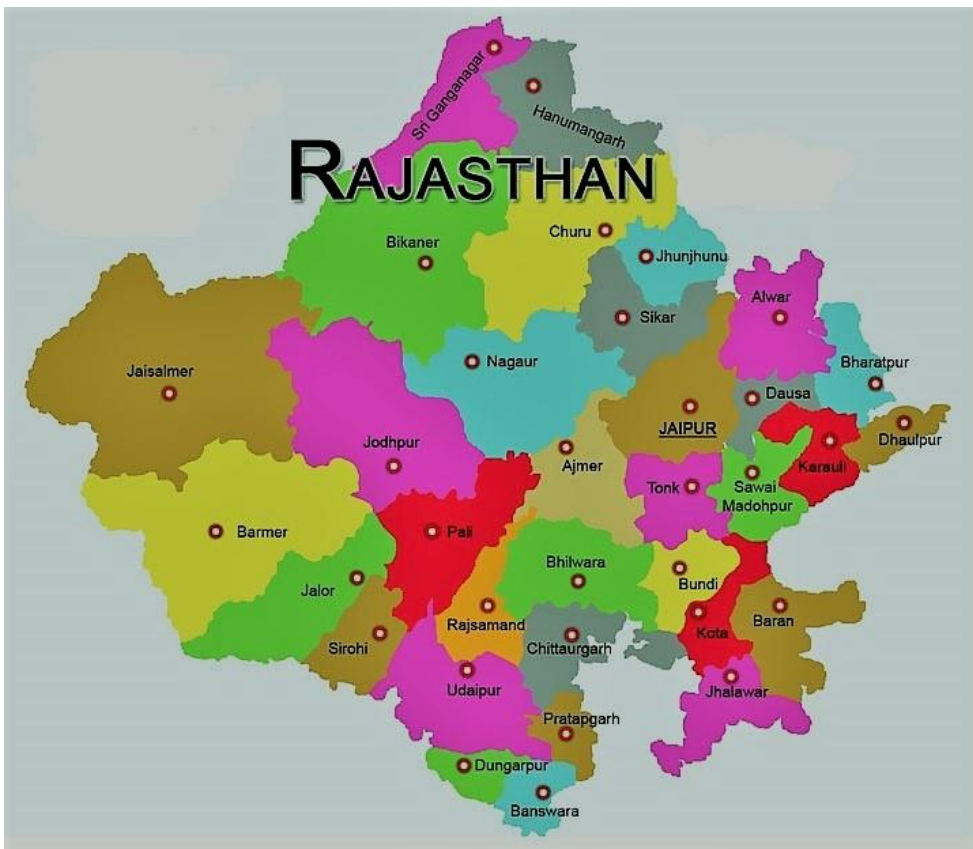 Sri Ganganagar
Hanumangarh
RAJASTHAN
Churu
Bikaner
Jhunjhunu
Alwar
Sikar
Nagaur
Bharatpur
Jaisalmer
Dausa
JAIPUR
Dhaulpur
Jodhpur
Ajmer
Karauli
Tonk
Sawai
Madohpur
Barmer
Pali
Bhilwara
Bundi
Jalor
Rajsamand
Kota
Baran
Sirohi
Chittaurgarh
Udaipur
Jhalawar
Pratapgarh
Dungarpur
Banswara